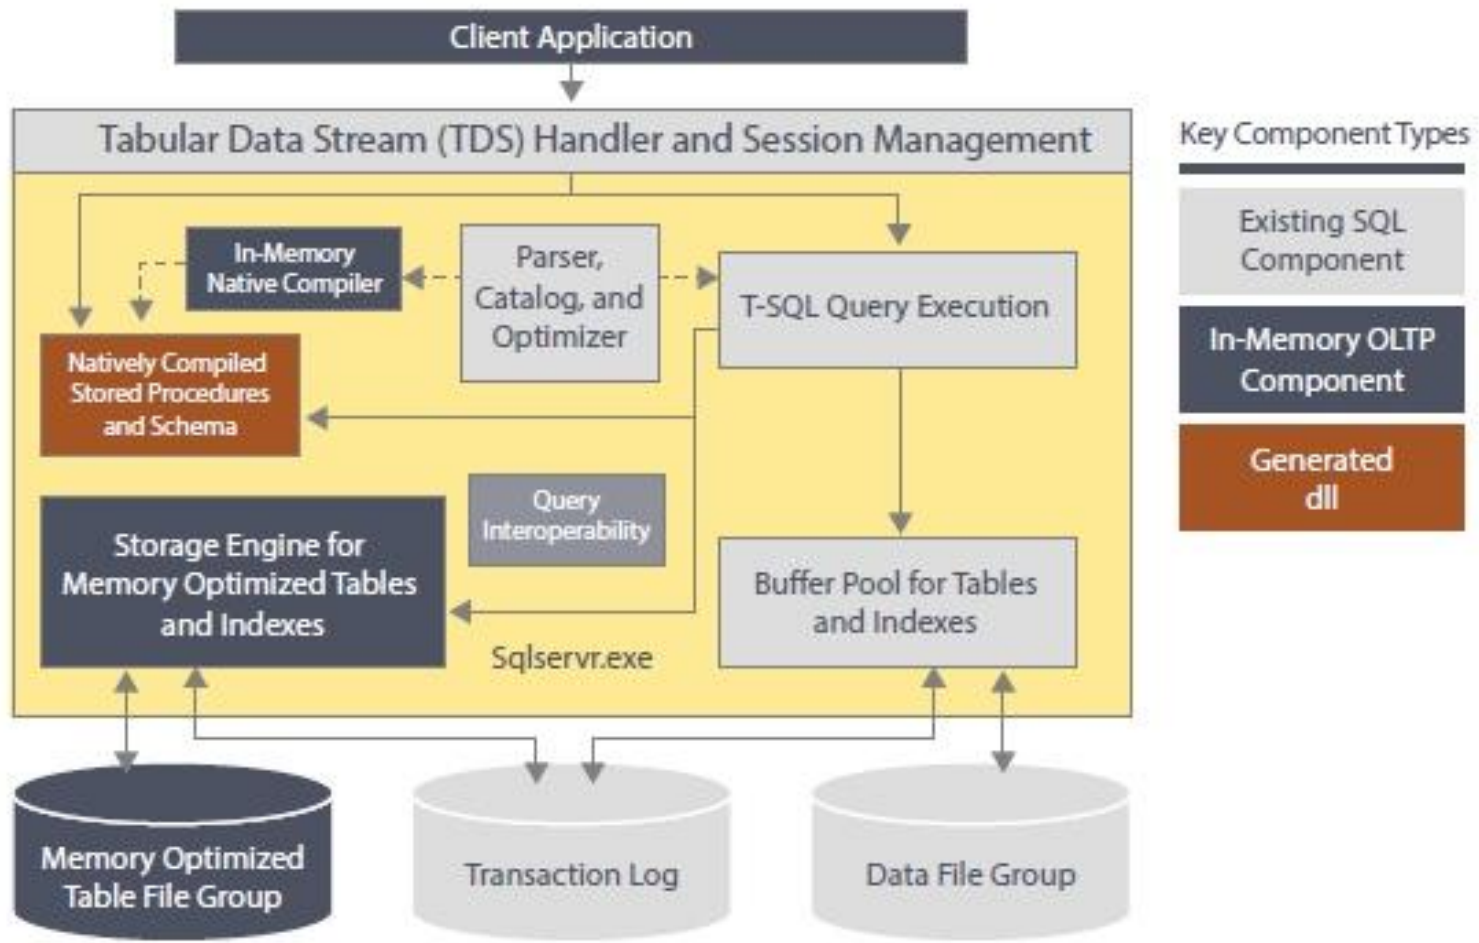 Client Application
Tabular Data Stream (TDS) Handler and Session Management
Key Component Types
Existing SQL
Component
In-Memory OLTP
Component
Generated
dll
In-Memory
Native Compiler
Parser,
Catalog, and
Optimizer
T-SQL Query Execution
Natively Compiled
Stored Procedures
and Schema
Query
Interoperability
Storage Engine for
Memory Optimized Tables
and Indexes
Buffer Pool for Tables
and Indexes
Sqlservr.exe
Memory Optimized
Table File Group
Transaction Log
Data File Group